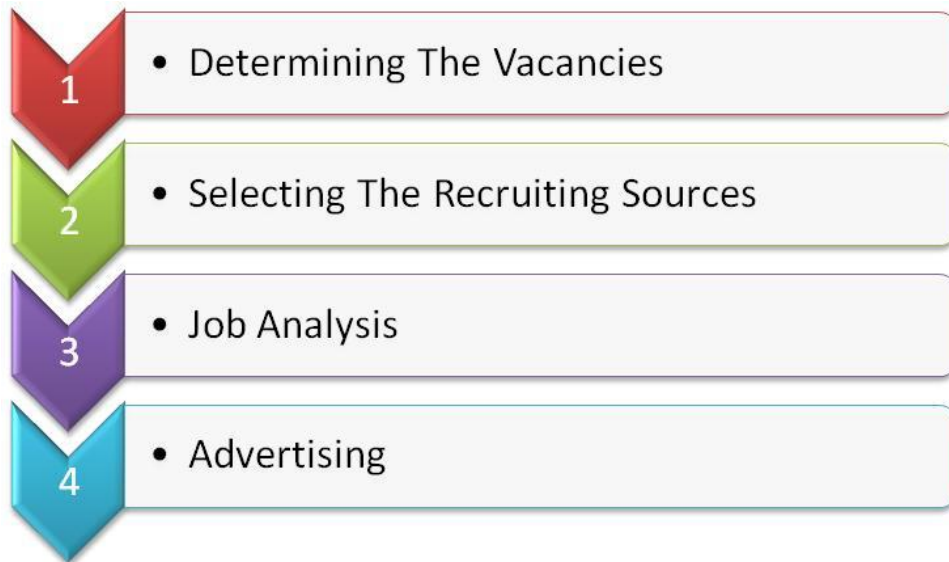 1
• Determining The Vacancies
2
• Selecting The Recruiting Sources
3
• Job Analysis
4
• Advertising